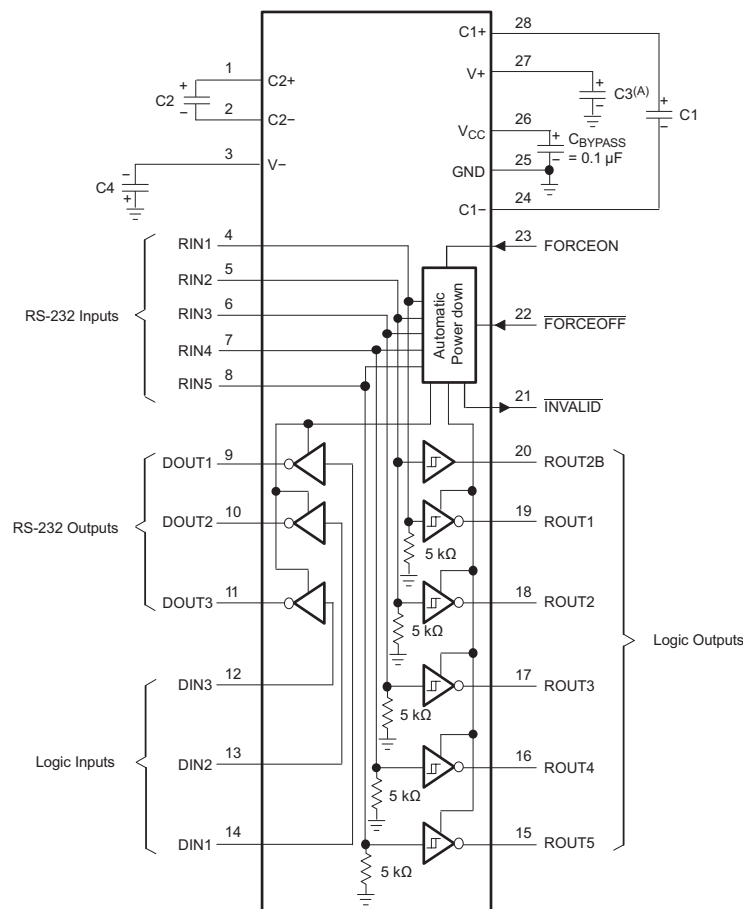 28
C1+
1
C2+
C2
2
C2−
27
V+
C3(A)
C1
26
VCC
CBYPASS
= 0.1 µF
25
GND
3
V−
C4
24
C1−
RS-232 Inputs
4
RIN1
5
RIN2
6
RIN3
7
RIN4
8
RIN5
Automatic
Power down
23
FORCEON
22
FORCEOFF
21
INVALID
RS-232 Outputs
9
DOUT1
10
DOUT2
11
DOUT3
20
ROUT2B
19
ROUT1
5 kΩ
18
ROUT2
5 kΩ
17
ROUT3
5 kΩ
16
ROUT4
5 kΩ
15
ROUT5
5 kΩ
Logic Outputs
Logic Inputs
12
DIN3
13
DIN2
14
DIN1
+
−
+
−
−
+
+
−
+
−